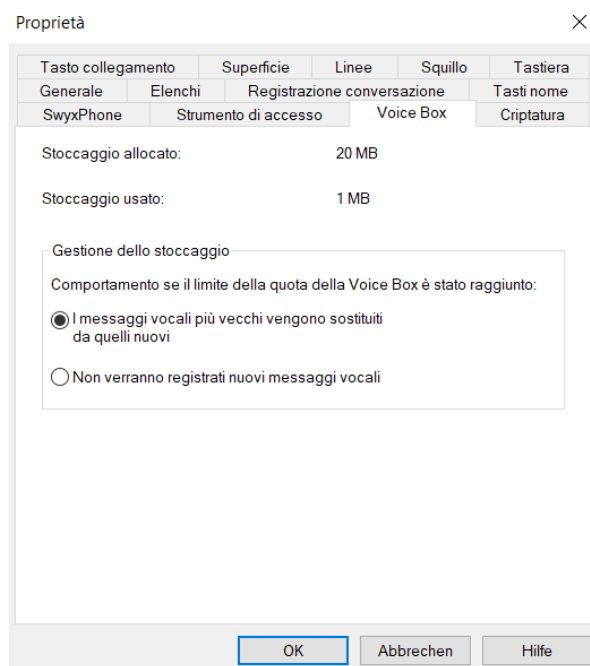 Proprietà
Tasto collegamento Superficie Linee Squillo Tastiera
Generale Elenchi Registrazione conversazione Tasti nome
SwyxPhone Strumento di accesso Voice Box Criptatura
Stoccaggio allocato: 20 MB
Stoccaggio usato: 1 MB
Gestione dello stoccaggio
Comportamento se il limite della quota della Voice Box è stato raggiunto:
I messaggi vocali più vecchi vengono sostituiti
da quelli nuovi
Non verranno registrati nuovi messaggi vocali
OK Abbrechen Hilfe